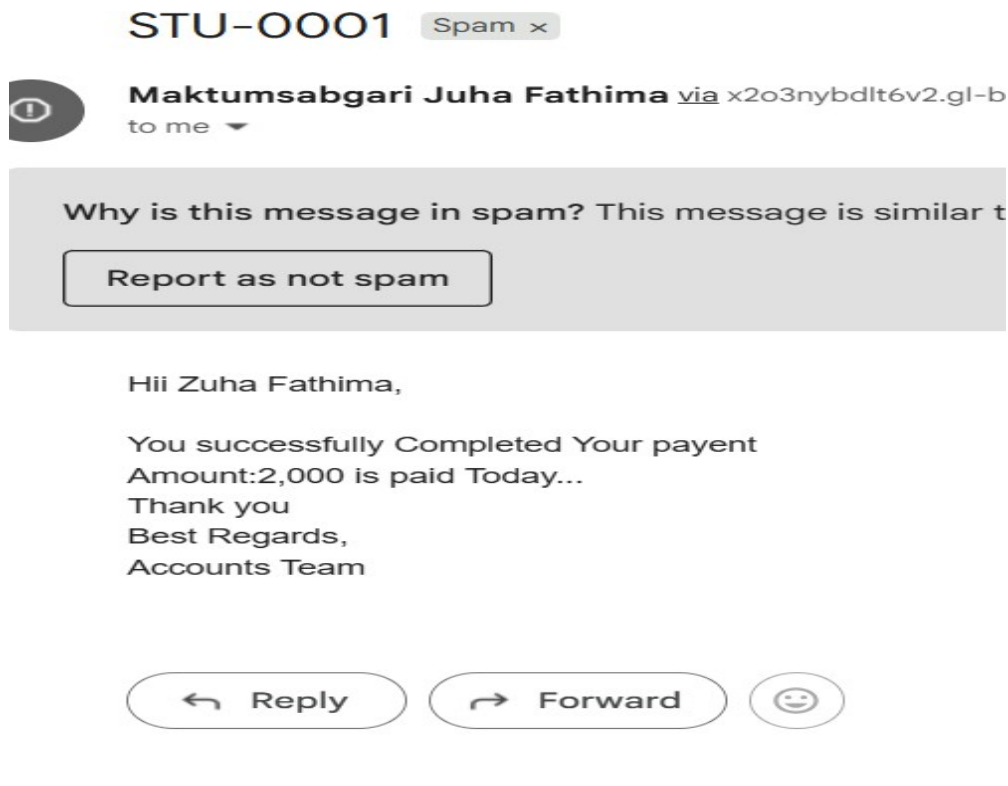 STU-0001 Spam ×
Maktumsabgari Juha Fathima via x2o3nybdlt6v2.gl-b
to me
Why is this message in spam? This message is similar t
Report as not spam
Hii Zuha Fathima,
You successfully Completed Your payent
Amount:2,000 is paid Today...
Thank you
Best Regards,
Accounts Team
Reply Forward